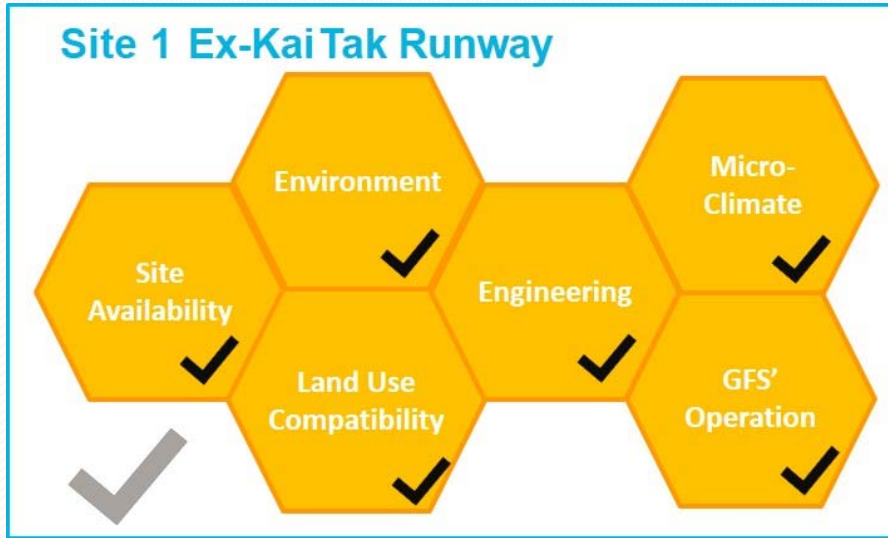 Site 1 Ex-Kai Tak Runway
Environment
Micro-
Climate
Site
Availability
Engineering
Land Use
Compatibility
GFS'
Operation